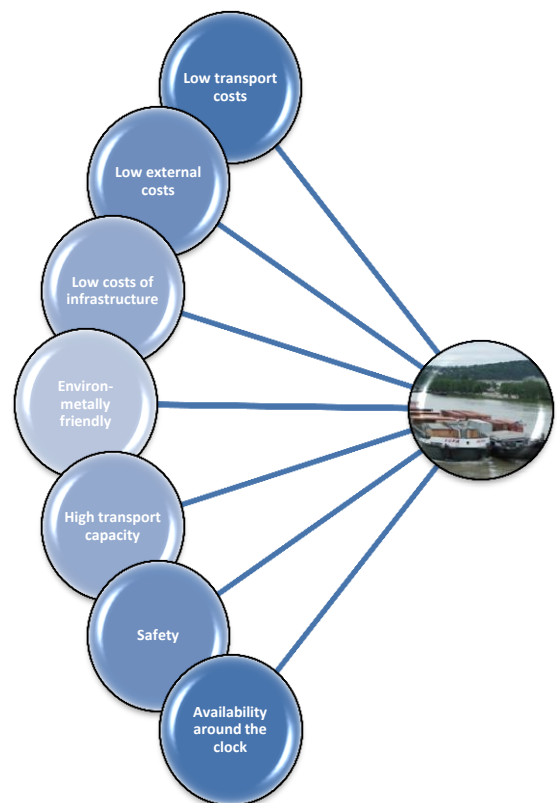 Low transport
costs
Low external
costs
Low costs of
infrastructure
Environ-
metally
friendly
High transport
capacity
Safety
Availability
around the
clock